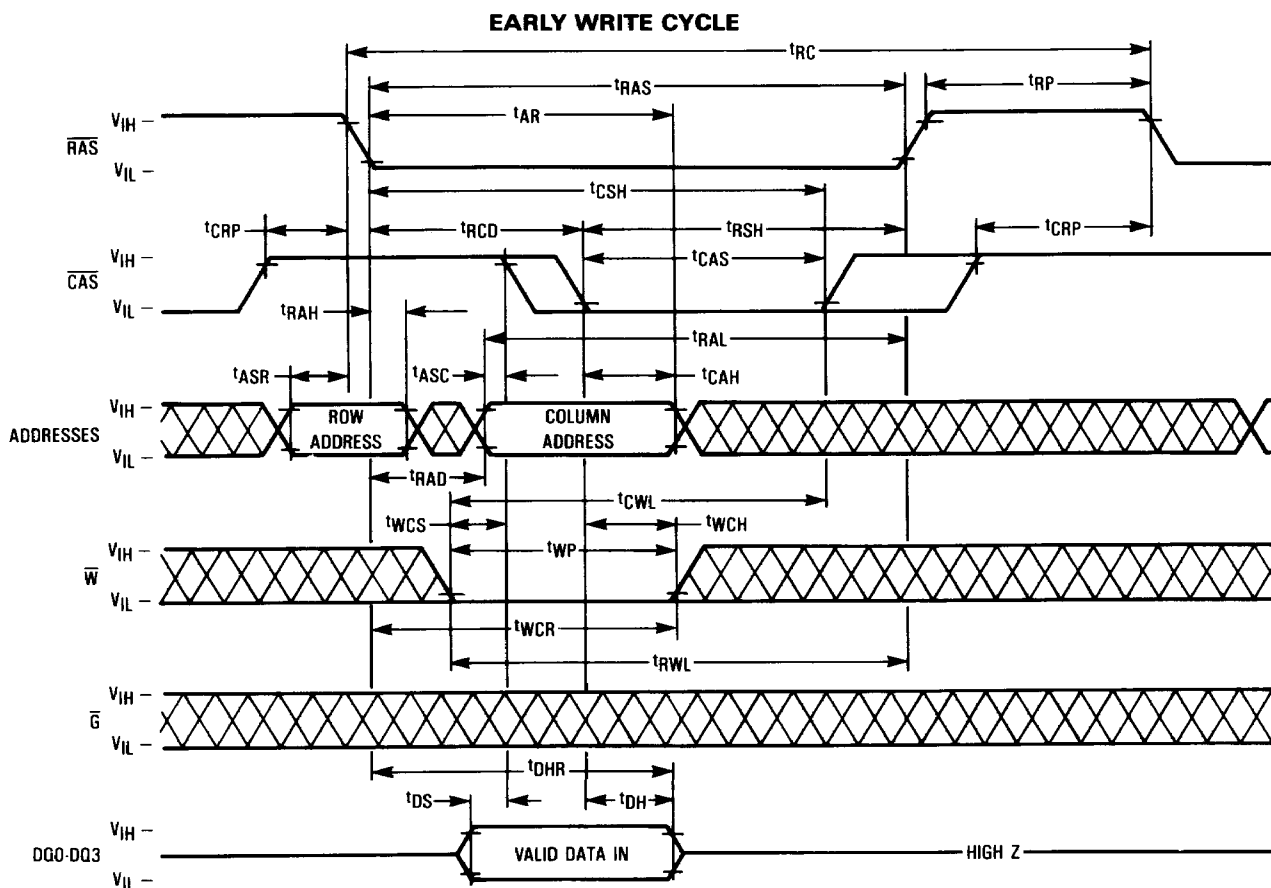 EARLY WRITE CYCLE
tRC
tRAS
tRP
tAR
VIH
RAS
VIL
tCSH
tCRP
tRCD
tRSH
tCRP
VIH
tCAS
CAS
VIL
tRAH
tRAL
tASR
tASC
tCAH
VIH
ROW ADDRESS
COLUMN ADDRESS
ADDRESSES
VIL
tRAD
tCWL
tWCS
tWCH
VIH
tWP
W
VIL
tWCR
tRWL
VIH
G
VIL
tDHR
tDS
tDH
VIH
DQ0-DQ3
VALID DATA IN
HIGH Z
VIL